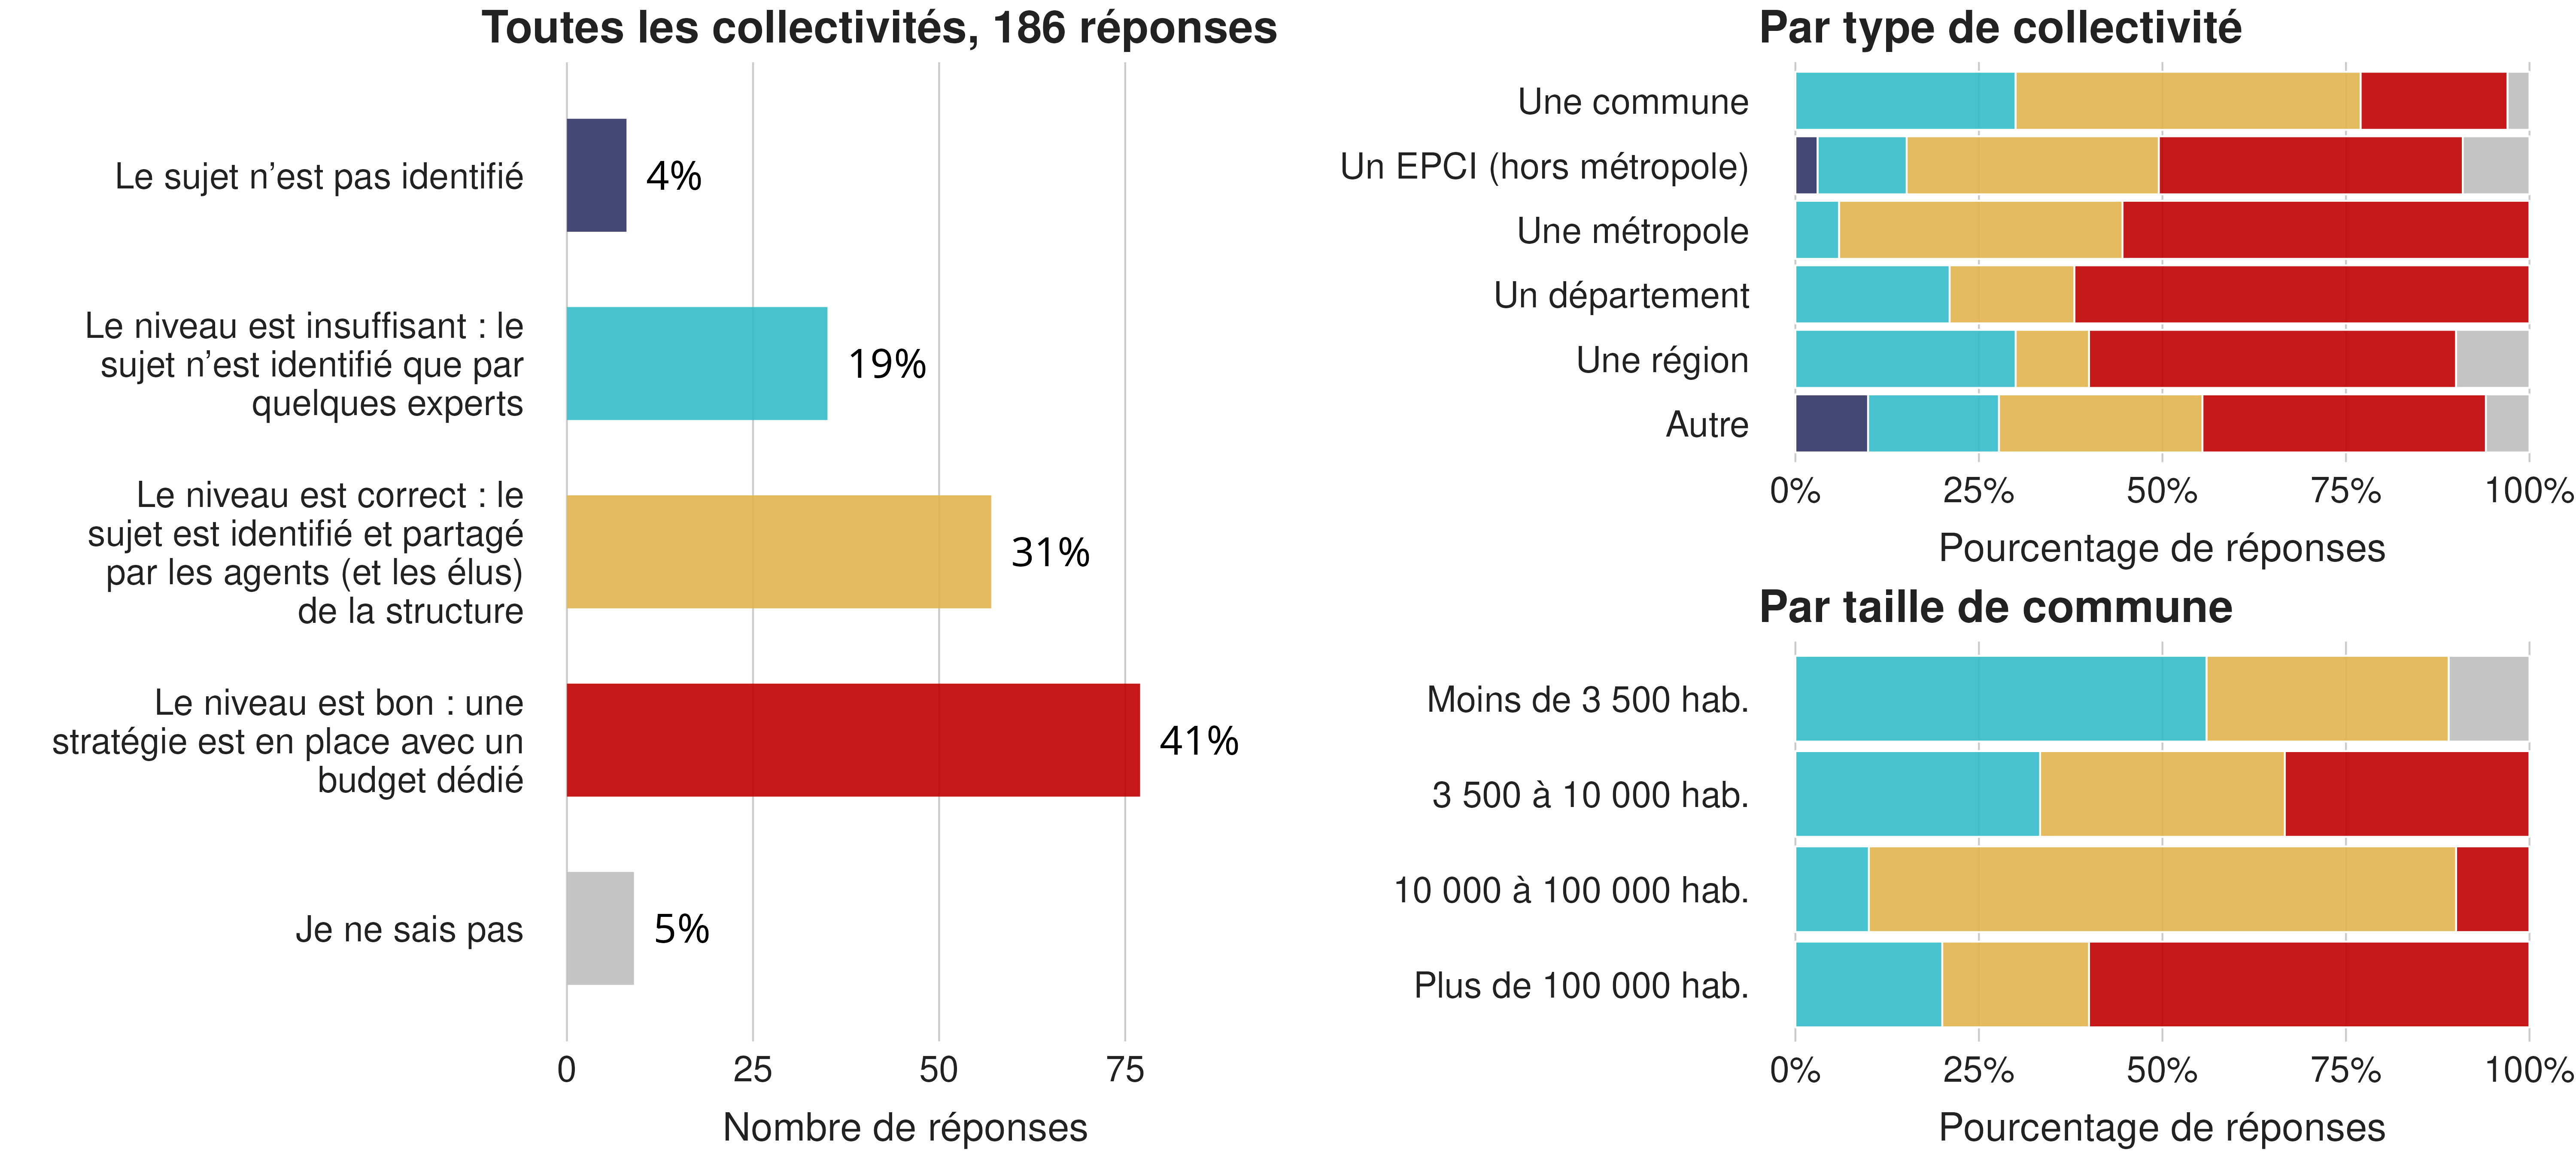 Toutes les collectivités, 186 réponses
Le sujet n’est pas identifié
4%
Le niveau est insuffisant : le
sujet n’est identifié que par
quelques experts
19%
Le niveau est correct : le
sujet est identifié et partagé
par les agents (et les élus)
de la structure
31%
Le niveau est bon : une
stratégie est en place avec un
budget dédié
41%
Je ne sais pas
5%
0 25 50 75
Nombre de réponses
Par type de collectivité
Une commune
Un EPCI (hors métropole)
Une métropole
Un département
Une région
Autre
0% 25% 50% 75% 100%
Pourcentage de réponses
Par taille de commune
Moins de 3 500 hab.
3 500 à 10 000 hab.
10 000 à 100 000 hab.
Plus de 100 000 hab.
0% 25% 50% 75% 100%
Pourcentage de réponses